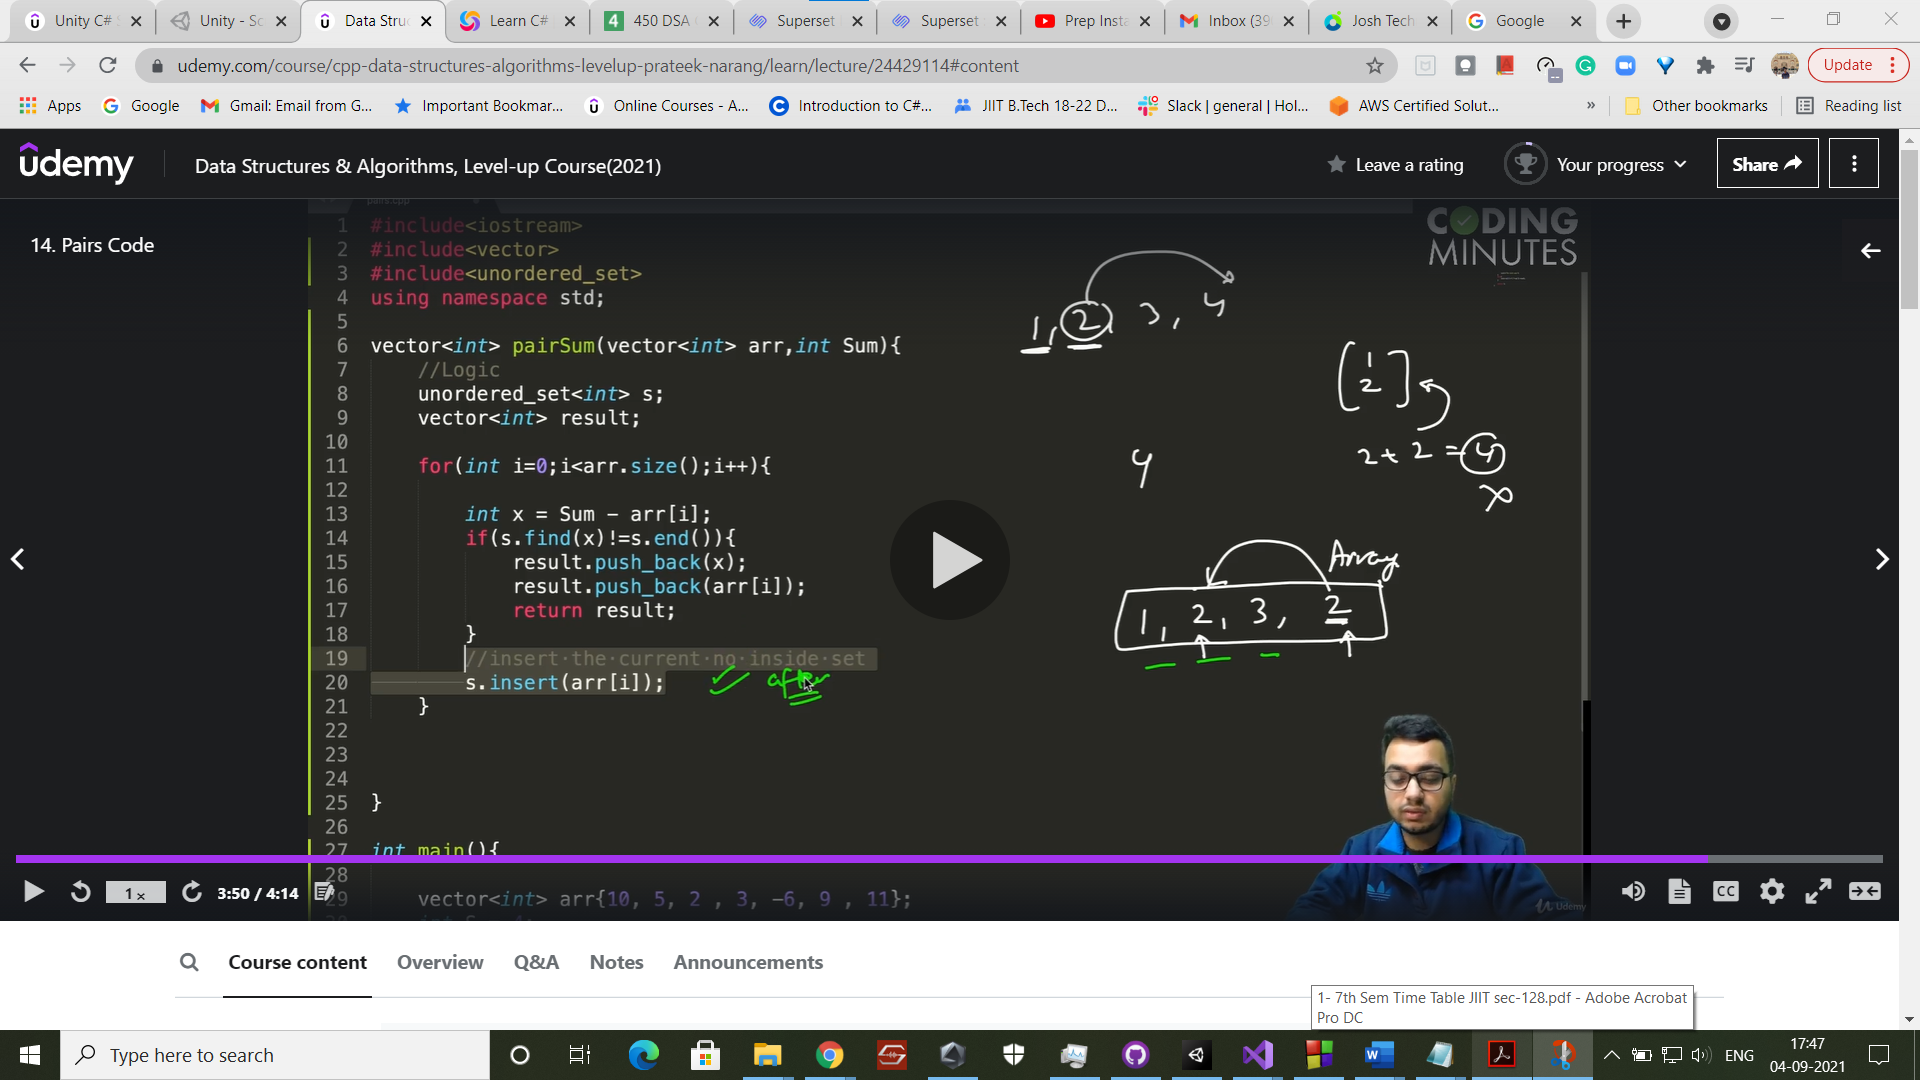 Unity C#
Unity - Sc
Data Struc
Learn C#
450 DSA
Superset
Superset
Prep Insta
Inbox (39
Josh Tech
Google
udemy.com/course/cpp-data-structures-algorithms-levelup-prateek-narang/learn/lecture/24429114#content
Update
Apps
Google
Gmail: Email from G...
Important Bookmar...
Online Courses - A...
Introduction to C#...
JIIT B.Tech 18-22 D...
Slack | general | Hol...
AWS Certified Solut...
»
Other bookmarks
Reading list
ûdemy
Data Structures & Algorithms, Level-up Course(2021)
Leave a rating
Your progress
Share
14. Pairs Code
CODING
MINUTES
pairs.cpp
1 #include<iostream>
2 #include<vector>
3 #include<unordered_set>
4 using namespace std;
5
6 vector<int> pairSum(vector<int> arr,int Sum){
7 //Logic
8 unordered_set<int> s;
9 vector<int> result;
10
11 for(int i=0;i<arr.size();i++){
12
13 int x = Sum - arr[i];
14 if(s.find(x)!=s.end()){
15 result.push_back(x);
16 result.push_back(arr[i]);
17 return result;
18 }
19 //insert·the·current·no·inside·set
20 s.insert(arr[i]);
21 }
22
23
24
25 }
26
27 int main(){
28
29 vector<int> arr{10, 5, 2 , 3, -6, 9 , 11};
1, 2, 3, 4
1
2
2+ 2 = 4
x
4
Array
1, 2, 3, 2
after
Udemy
1 x
3:50 / 4:14
CC
Course content
Overview
Q&A
Notes
Announcements
1- 7th Sem Time Table JIIT sec-128.pdf - Adobe Acrobat
Pro DC
Type here to search
ENG
17:47
04-09-2021